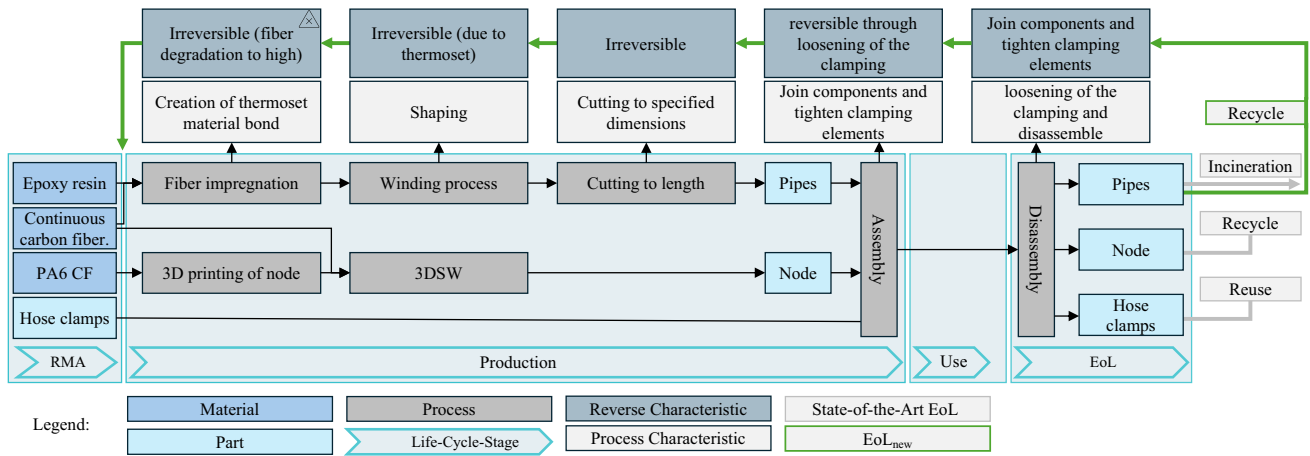 Irreversible (fiber
degradation to high)
Irreversible (due to
thermoset)
Irreversible
reversible through
loosening of the
clamping
Join components and
tighten clamping
elements
Creation of thermoset
material bond
Shaping
Cutting to specified
dimensions
Join components and
tighten clamping
elements
loosening of the
clamping and
disassemble
Recycle
Epoxy resin
Fiber impregnation
Winding process
Cutting to length
Pipes
Assembly
Disassembly
Pipes
Incineration
Continuous
carbon fiber.
Node
Recycle
PA6 CF
3D printing of node
3DSW
Node
Hose clamps
Hose
clamps
Reuse
RMA
Production
Use
EoL
Legend:
Material
Process
Reverse Characteristic
State-of-the-Art EoL
Part
Life-Cycle-Stage
Process Characteristic
EoLnew